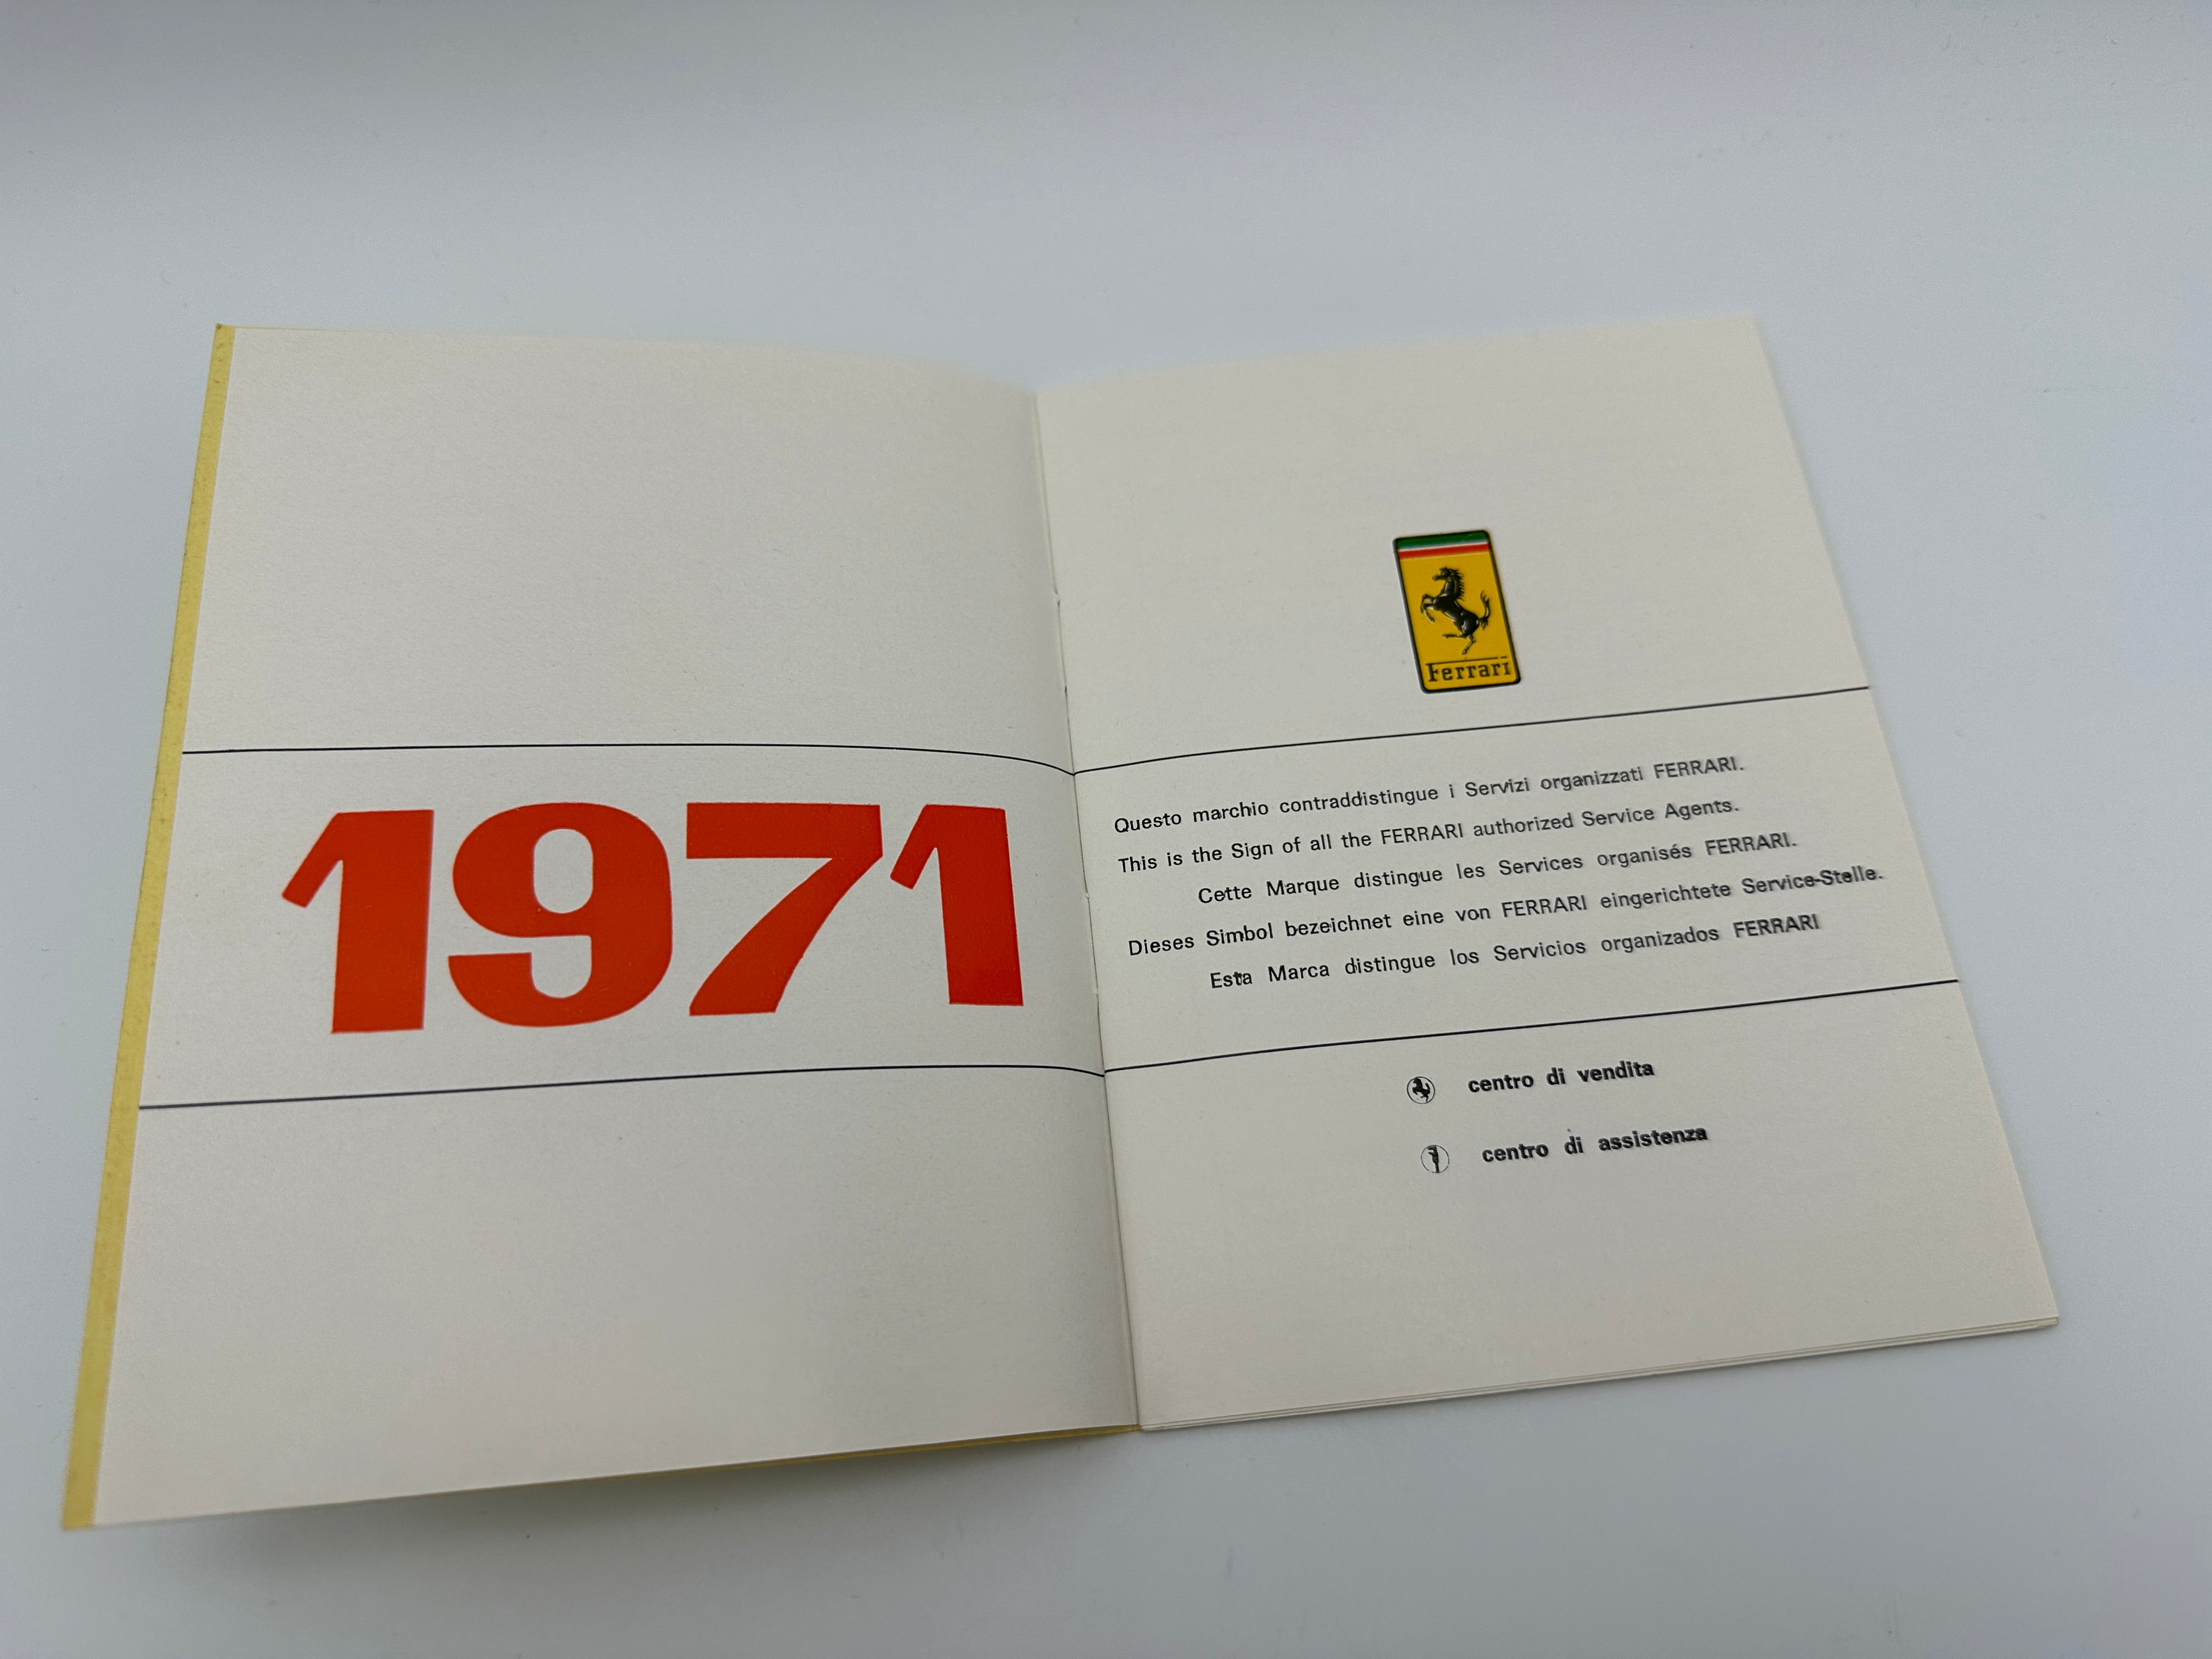 1971
Ferrari
Questo marchio contraddistingue i Servizi organizzati FERRARI.
This is the Sign of all the FERRARI authorized Service Agents.
Cette Marque distingue les Services organisés FERRARI.
Dieses Simbol bezeichnet eine von FERRARI eingerichtete Service-Stelle.
Esta Marca distingue los Servicios organizados FERRARI
centro di vendita
centro di assistenza